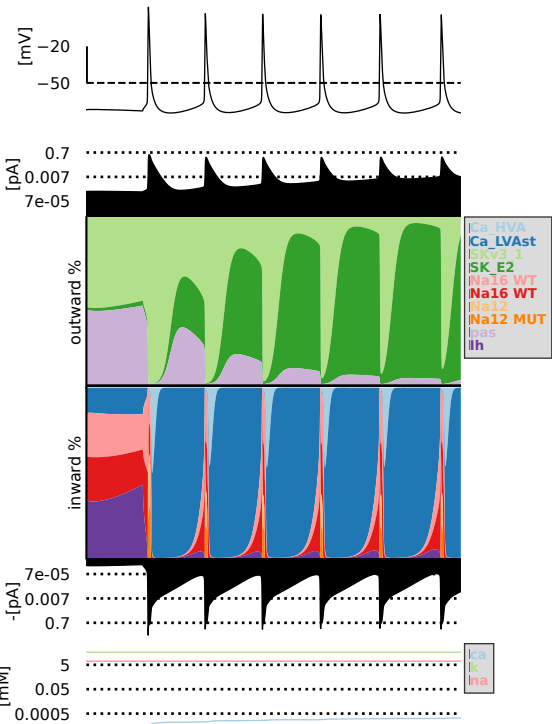 [mV]
−20
−50
[pA]
0.7
0.007
7e-05
outward %
Ca_HVA
Ca_LVAst
SKv3_1
SK_E2
Na16 WT
Na16 WT
Na12
Na12 MUT
pas
Ih
inward %
7e-05
0.007
0.7
-[pA]
[mM]
5
0.05
0.0005
ca
k
na